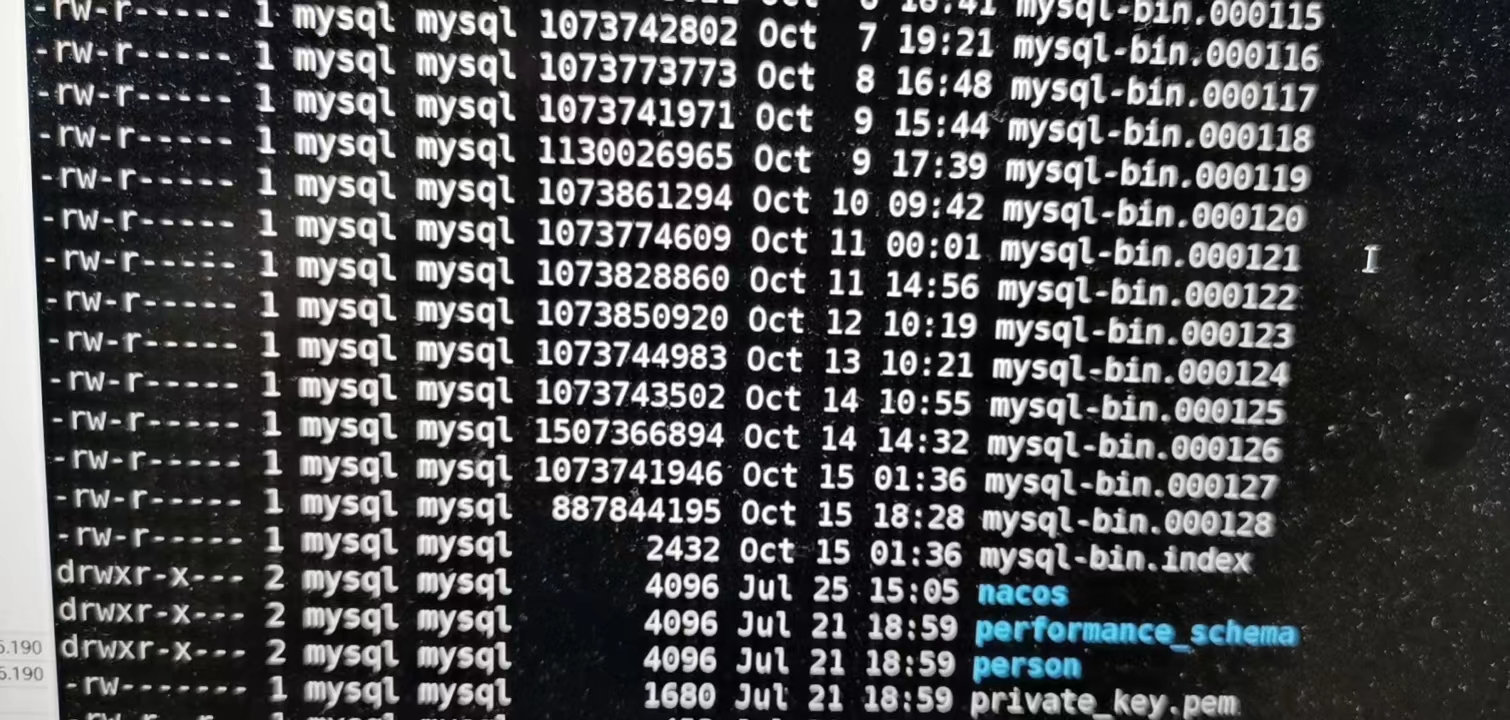 Oct 6 16:41 mysql-bin.000115
-rw-r----- 1 mysql mysql 1073742802 Oct 7 19:21 mysql-bin.000116
-rw-r----- 1 mysql mysql 1073773773 Oct 8 16:48 mysql-bin.000117
-rw-r----- 1 mysql mysql 1073741971 Oct 9 15:44 mysql-bin.000118
-rw-r----- 1 mysql mysql 1130026965 Oct 9 17:39 mysql-bin.000119
-rw-r----- 1 mysql mysql 1073861294 Oct 10 09:42 mysql-bin.000120
-rw-r----- 1 mysql mysql 1073774609 Oct 11 00:01 mysql-bin.000121
-rw-r----- 1 mysql mysql 1073828860 Oct 11 14:56 mysql-bin.000122
-rw-r----- 1 mysql mysql 1073850920 Oct 12 10:19 mysql-bin.000123
-rw-r----- 1 mysql mysql 1073744983 Oct 13 10:21 mysql-bin.000124
-rw-r----- 1 mysql mysql 1073743502 Oct 14 10:55 mysql-bin.000125
-rw-r----- 1 mysql mysql 1507366894 Oct 14 14:32 mysql-bin.000126
-rw-r----- 1 mysql mysql 1073741946 Oct 15 01:36 mysql-bin.000127
-rw-r----- 1 mysql mysql 887844195 Oct 15 18:28 mysql-bin.000128
-rw-r----- 1 mysql mysql 2432 Oct 15 01:36 mysql-bin.index
drwxr-x--- 2 mysql mysql 4096 Jul 25 15:05 nacos
drwxr-x--- 2 mysql mysql 4096 Jul 21 18:59 performance_schema
drwxr-x--- 2 mysql mysql 4096 Jul 21 18:59 person
-rw------- 1 mysql mysql 1680 Jul 21 18:59 private_key.pem
5.190
5.190